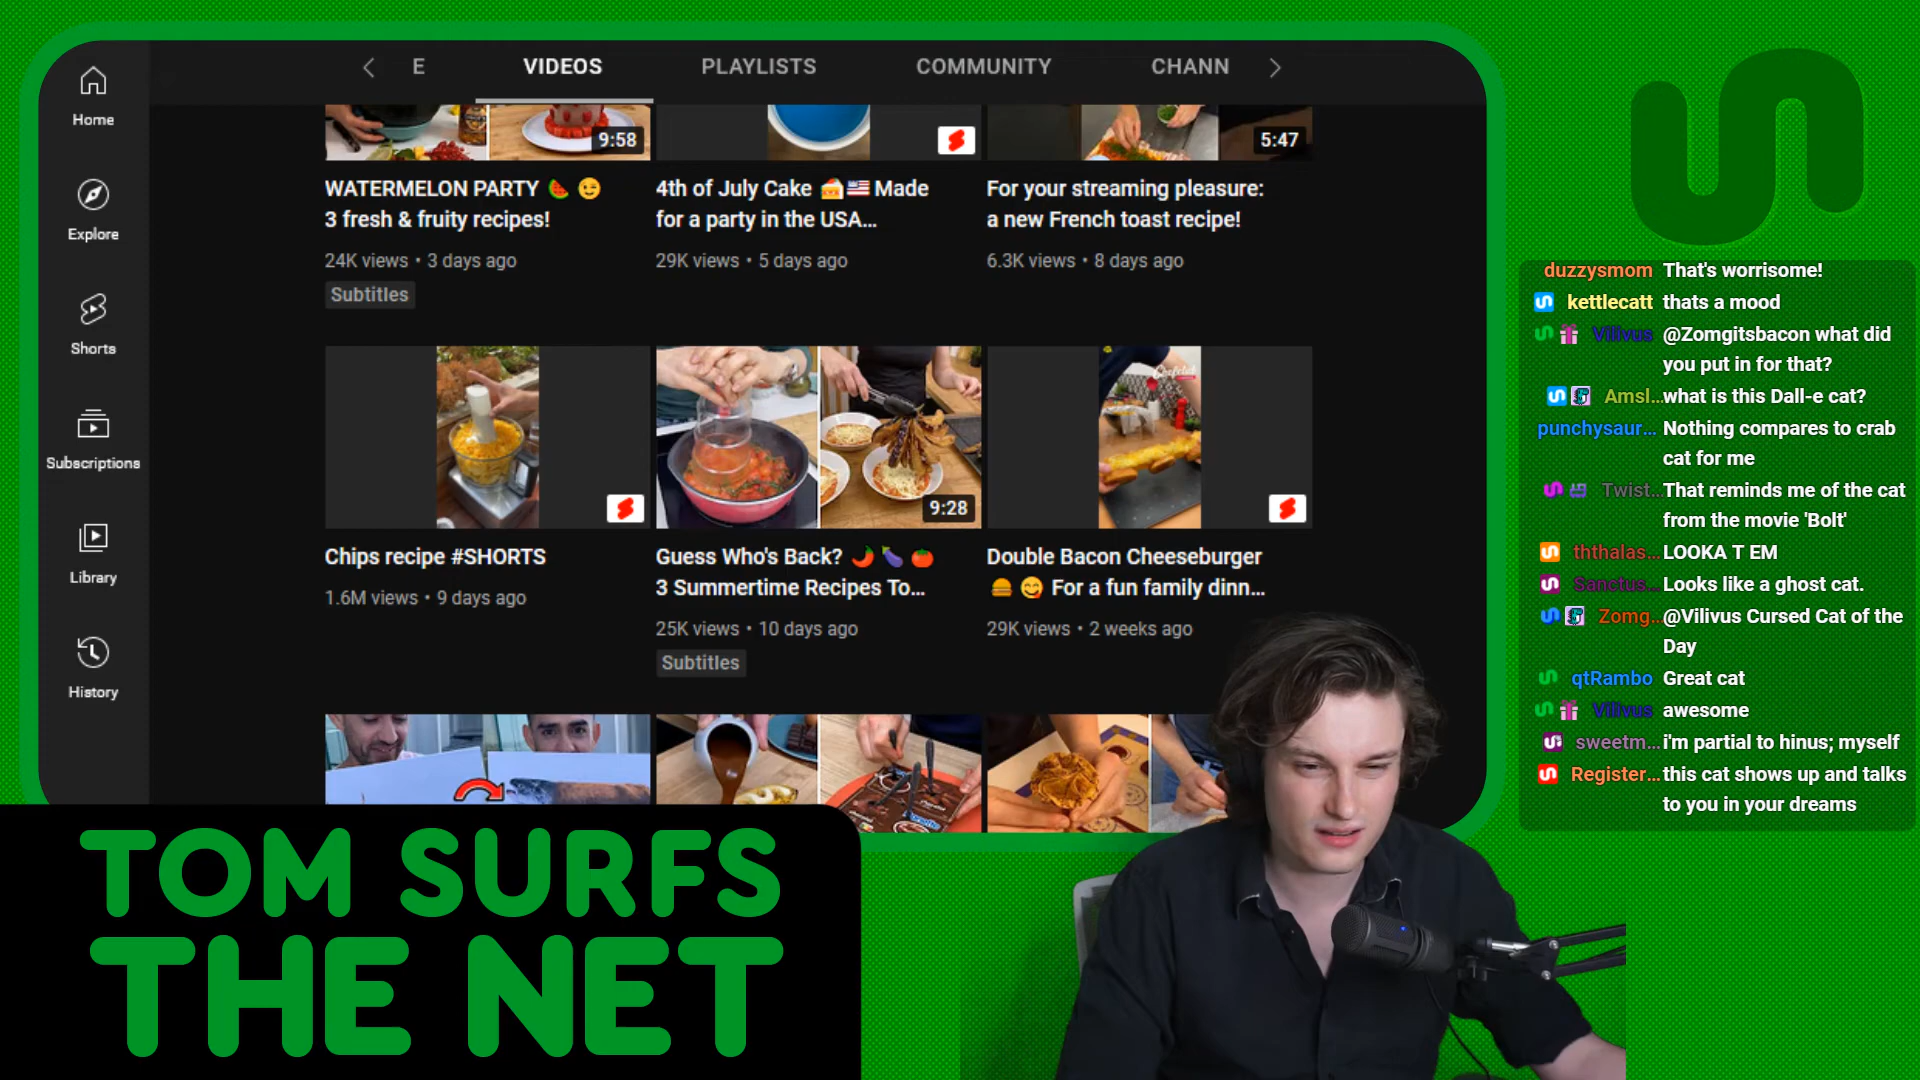 E
VIDEOS
PLAYLISTS
COMMUNITY
CHANN
Home
Explore
Shorts
Subscriptions
Library
History
9:58
5:47
WATERMELON PARTY 🍉 😉
3 fresh & fruity recipes!
24K views • 3 days ago
Subtitles
4th of July Cake 🍰🇺🇸 Made
for a party in the USA...
29K views • 5 days ago
For your streaming pleasure:
a new French toast recipe!
6.3K views • 8 days ago
Chefclub
9:28
Chips recipe #SHORTS
1.6M views • 9 days ago
Guess Who's Back? 🌶️ 🍆 🍅
3 Summertime Recipes To...
25K views • 10 days ago
Subtitles
Double Bacon Cheeseburger
🍔 😋 For a fun family dinn...
29K views • 2 weeks ago
TOM SURFS
THE NET
duzzysmom That's worrisome!
kettlecatt thats a mood
Vilivus @Zomgitsbacon what did
you put in for that?
Amsl... what is this Dall-e cat?
punchysaur... Nothing compares to crab
cat for me
Twist... That reminds me of the cat
from the movie 'Bolt'
ththalas... LOOKA T EM
Sanctus... Looks like a ghost cat.
Zomg... @Vilivus Cursed Cat of the
Day
qtRambo Great cat
Vilivus awesome
sweetm... i'm partial to hinus; myself
Register... this cat shows up and talks
to you in your dreams